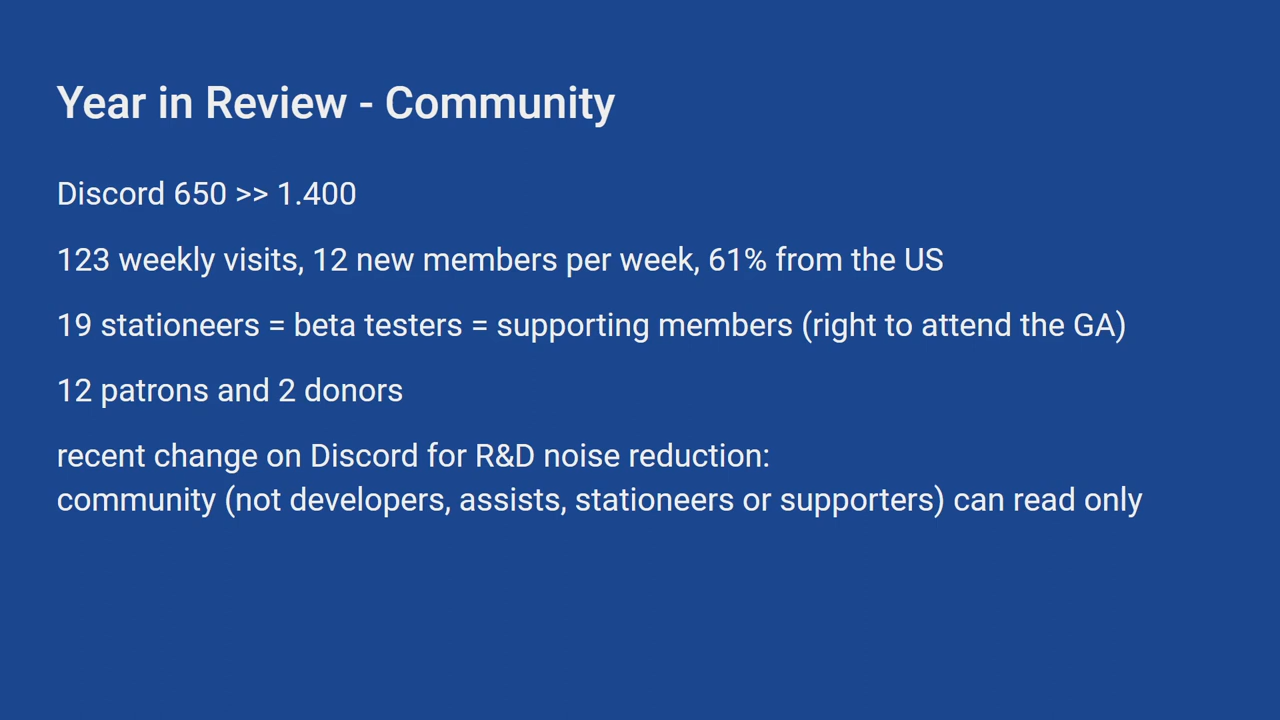 Year in Review - Community
Discord 650 >> 1.400
123 weekly visits, 12 new members per week, 61% from the US
19 stationeers = beta testers = supporting members (right to attend the GA)
12 patrons and 2 donors
recent change on Discord for R&D noise reduction:
community (not developers, assists, stationeers or supporters) can read only